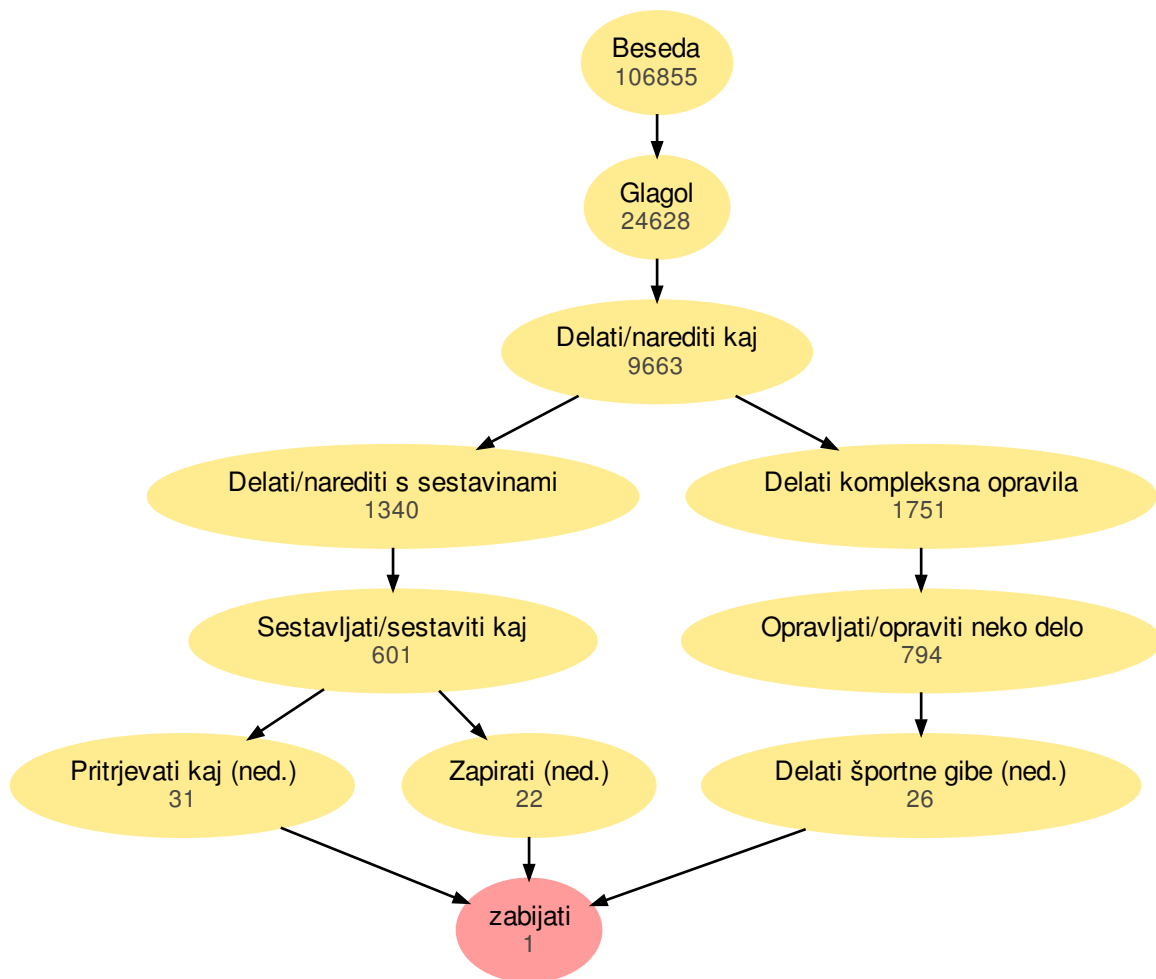 Beseda
106855
Glagol
24628
Delati/narediti kaj
9663
Delati/narediti s sestavinami
1340
Delati kompleksna opravila
1751
Sestavljati/sestaviti kaj
601
Opravljati/opraviti neko delo
794
Pritrjevati kaj (ned.)
31
Zapirati (ned.)
22
Delati športne gibe (ned.)
26
zabijati
1